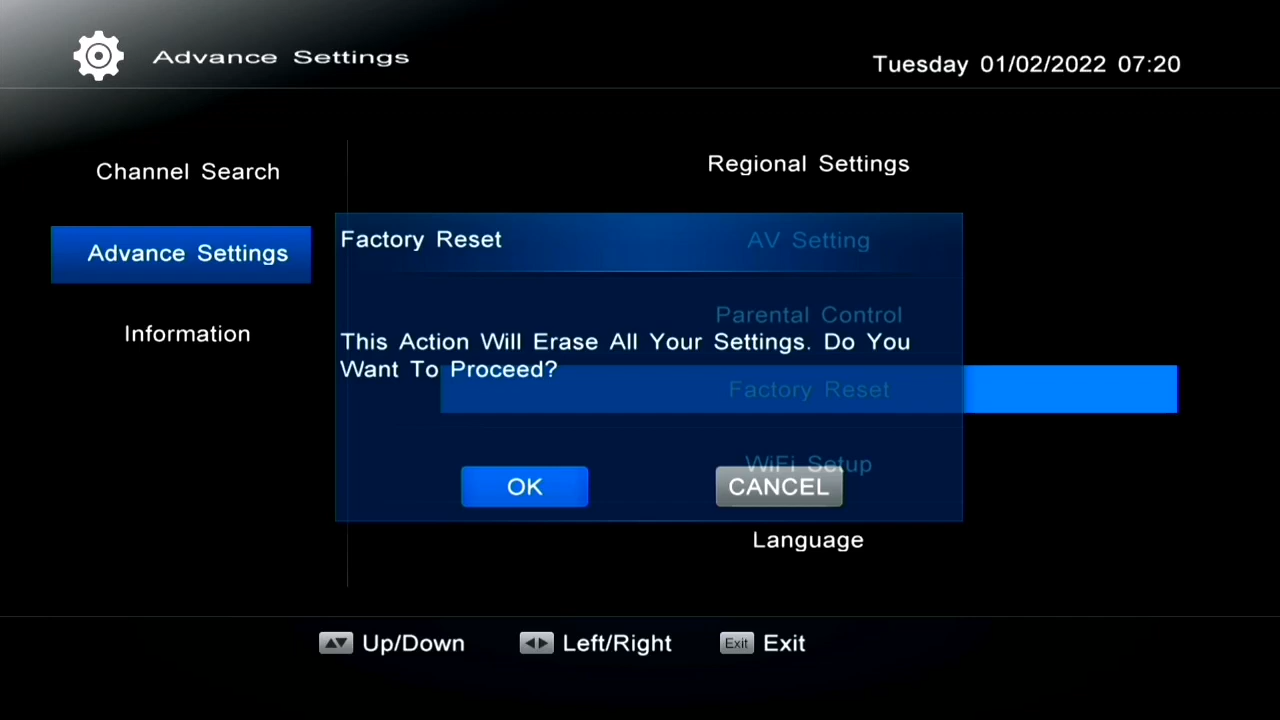 Advance Settings
Tuesday 01/02/2022 07:20
Channel Search
Advance Settings
Information
Regional Settings
AV Setting
Parental Control
Factory Reset
WiFi Setup
Language
Factory Reset
This Action Will Erase All Your Settings. Do You
Want To Proceed?
OK
CANCEL
Up/Down
Left/Right
Exit Exit